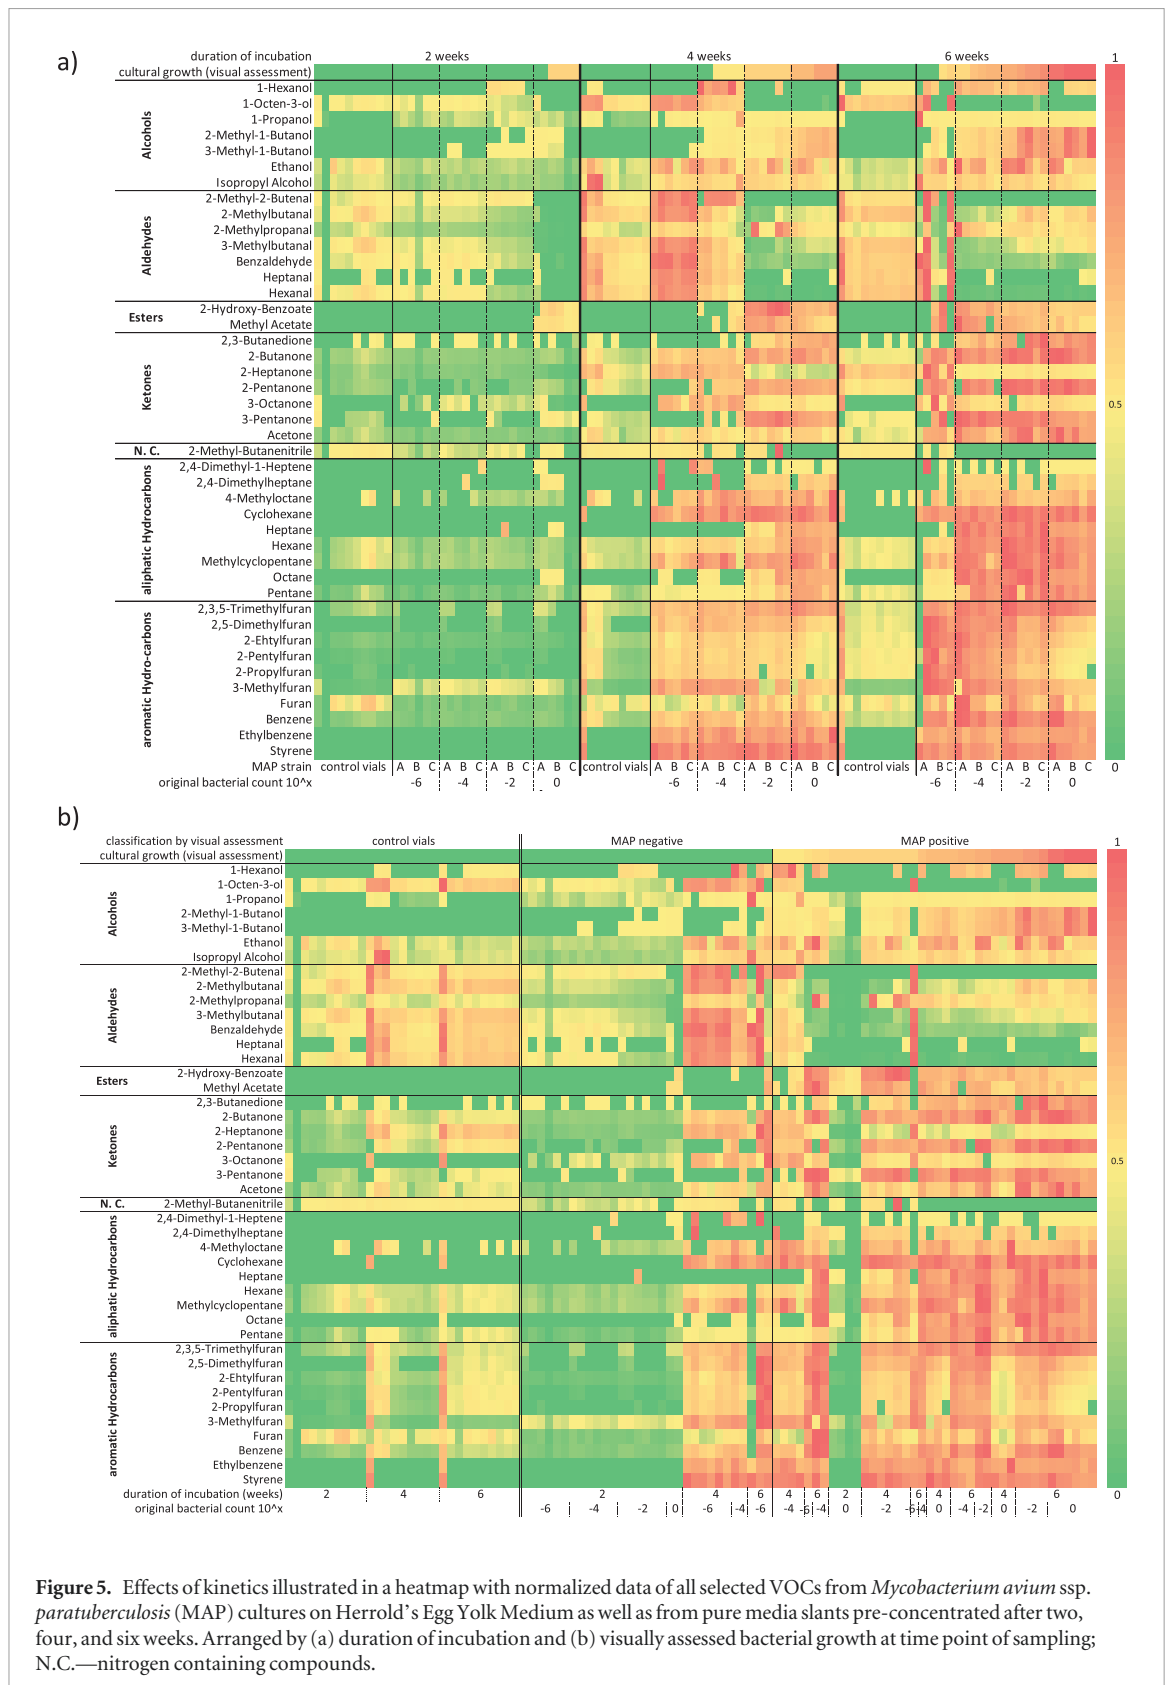 a)
duration of incubation 2 weeks 4 weeks 6 weeks 1
cultural growth (visual assessment)
Alcohols
1-Hexanol
1-Octen-3-ol
1-Propanol
2-Methyl-1-Butanol
3-Methyl-1-Butanol
Ethanol
Isopropyl Alcohol
Aldehydes
2-Methyl-2-Butenal
2-Methylbutanal
2-Methylpropanal
3-Methylbutanal
Benzaldehyde
Heptanal
Hexanal
Esters
2-Hydroxy-Benzoate
Methyl Acetate
Ketones
2,3-Butanedione
2-Butanone
2-Heptanone
2-Pentanone
3-Octanone
3-Pentanone
Acetone
0.5
N. C. 2-Methyl-Butanenitrile
aliphatic Hydrocarbons
2,4-Dimethyl-1-Heptene
2,4-Dimethylheptane
4-Methyloctane
Cyclohexane
Heptane
Hexane
Methylcyclopentane
Octane
Pentane
aromatic Hydro-carbons
2,3,5-Trimethylfuran
2,5-Dimethylfuran
2-Ehtylfuran
2-Pentylfuran
2-Propylfuran
3-Methylfuran
Furan
Benzene
Ethylbenzene
Styrene
MAP strain control vials A B C A B C A B C A B C control vials A B C A B C A B C A B C control vials A B C A B C A B C A B C 0
original bacterial count 10^x -6 -4 -2 0 -6 -4 -2 0 -6 -4 -2 0
b)
classification by visual assessment control vials MAP negative MAP positive 1
cultural growth (visual assessment)
Alcohols
1-Hexanol
1-Octen-3-ol
1-Propanol
2-Methyl-1-Butanol
3-Methyl-1-Butanol
Ethanol
Isopropyl Alcohol
Aldehydes
2-Methyl-2-Butenal
2-Methylbutanal
2-Methylpropanal
3-Methylbutanal
Benzaldehyde
Heptanal
Hexanal
Esters
2-Hydroxy-Benzoate
Methyl Acetate
Ketones
2,3-Butanedione
2-Butanone
2-Heptanone
2-Pentanone
3-Octanone
3-Pentanone
Acetone
0.5
N. C. 2-Methyl-Butanenitrile
aliphatic Hydrocarbons
2,4-Dimethyl-1-Heptene
2,4-Dimethylheptane
4-Methyloctane
Cyclohexane
Heptane
Hexane
Methylcyclopentane
Octane
Pentane
aromatic Hydrocarbons
2,3,5-Trimethylfuran
2,5-Dimethylfuran
2-Ehtylfuran
2-Pentylfuran
2-Propylfuran
3-Methylfuran
Furan
Benzene
Ethylbenzene
Styrene
duration of incubation (weeks) 2 4 6 2 4 6 4 6 2 4 6 4 6 4 6 0
original bacterial count 10^x -6 -4 -2 0 -6 -4 -6 -4 -6 -4 0 -2 -6 -4 0 -4 -2 0 -2 0
Figure 5. Effects of kinetics illustrated in a heatmap with normalized data of all selected VOCs from Mycobacterium avium ssp.
paratuberculosis (MAP) cultures on Herrold's Egg Yolk Medium as well as from pure media slants pre-concentrated after two,
four, and six weeks. Arranged by (a) duration of incubation and (b) visually assessed bacterial growth at time point of sampling;
N.C.—nitrogen containing compounds.